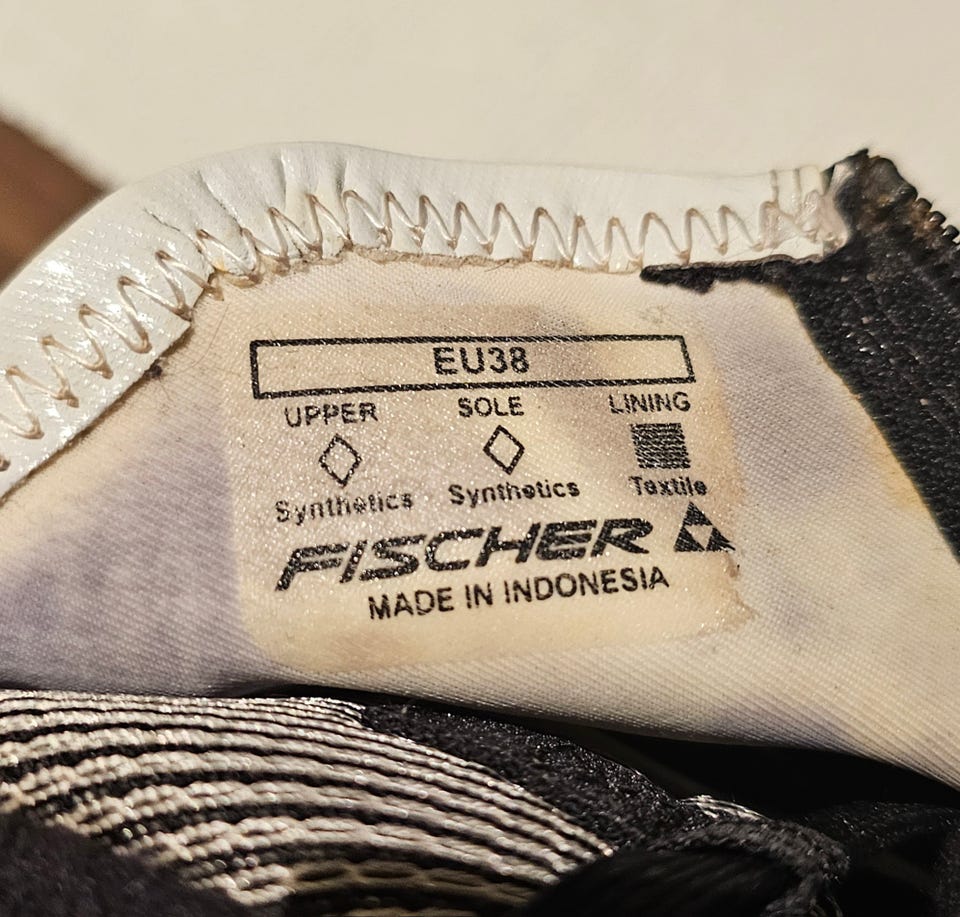 EU38
UPPER SOLE LINING
Synthetics Synthetics Textile
FISCHER
MADE IN INDONESIA